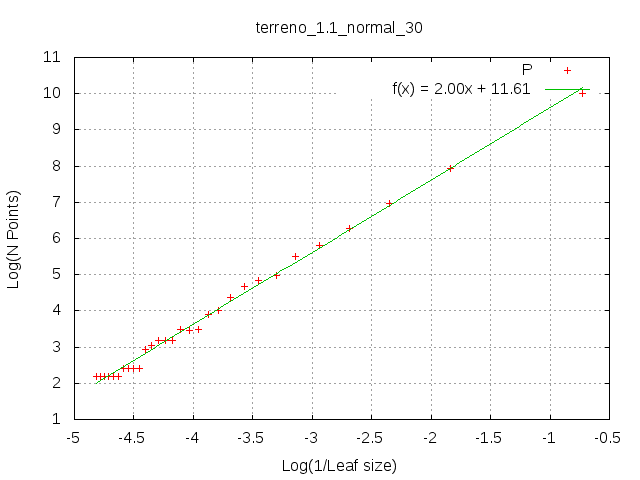 terreno_1.1_normal_30
P
f(x) = 2.00x + 11.61
Log(N Points)
11
10
9
8
7
6
5
4
3
2
1
-5 -4.5 -4 -3.5 -3 -2.5 -2 -1.5 -1 -0.5
Log(1/Leaf size)